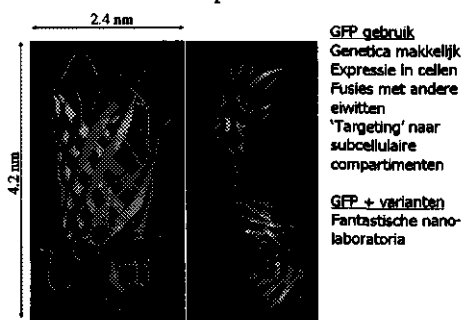 2.4 nm
4.2 nm
GFP gebruik
Genetica makkelijk
Expressie in cellen
Fusies met andere
eiwitten
'Targeting' naar
subcellulaire
compartimenten
GFP + varianten
Fantastische nano-
laboratoria